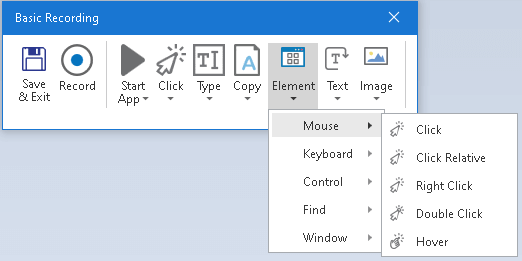 Basic Recording
Save & Exit
Record
Start App
Click
Type
Copy
Element
Text
Image
Mouse
Keyboard
Control
Find
Window
Click
Click Relative
Right Click
Double Click
Hover